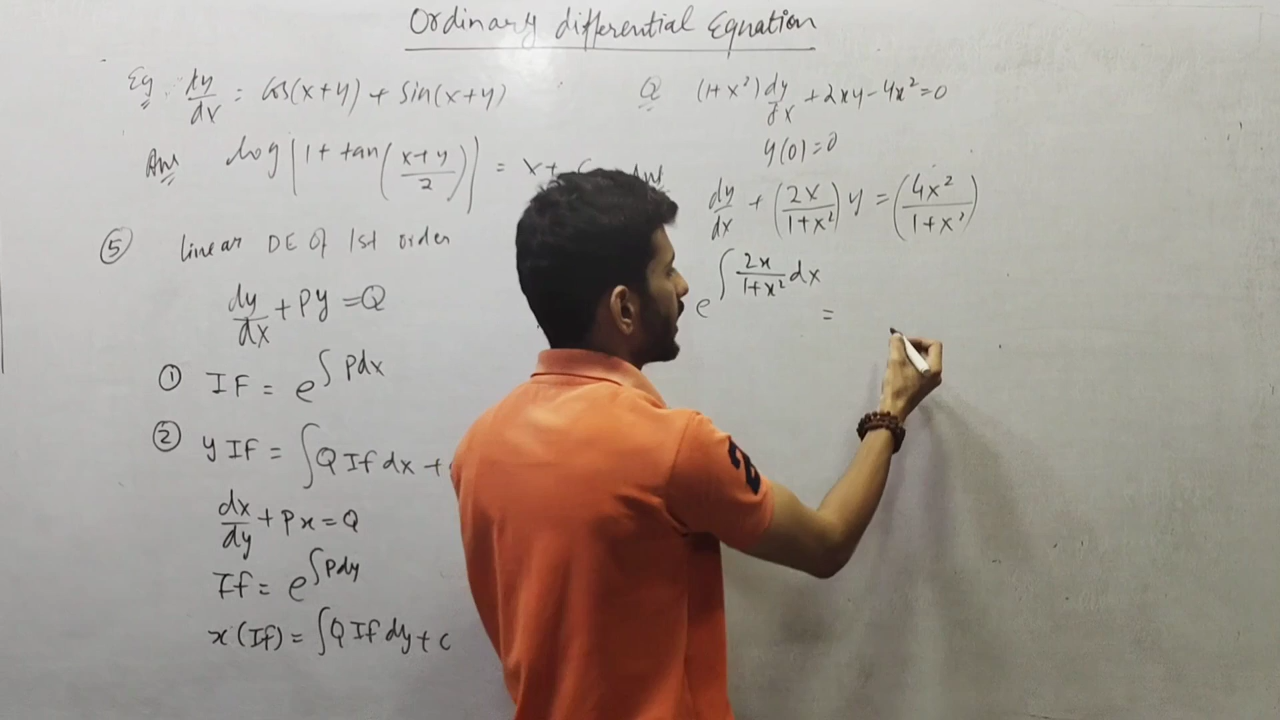 Ordinary differential Equation
Eg dy/dx = cos(x+y) + sin(x+y)
Ans log|1 + tan((x+y)/2)| = x+ C Ans
⑤ linear DE Of 1st order
dy/dx + Py = Q
① IF = e^∫Pdx
② y IF = ∫Q If dx +
dx/dy + Px = Q
If = e^∫Pdy
x(If) = ∫Q If dy + c
Q (1+x²) dy/dx + 2xy - 4x² = 0
y(0) = 0
dy/dx + (2x/(1+x²)) y = (4x²/(1+x²))
e^∫ 2x/(1+x²) dx =